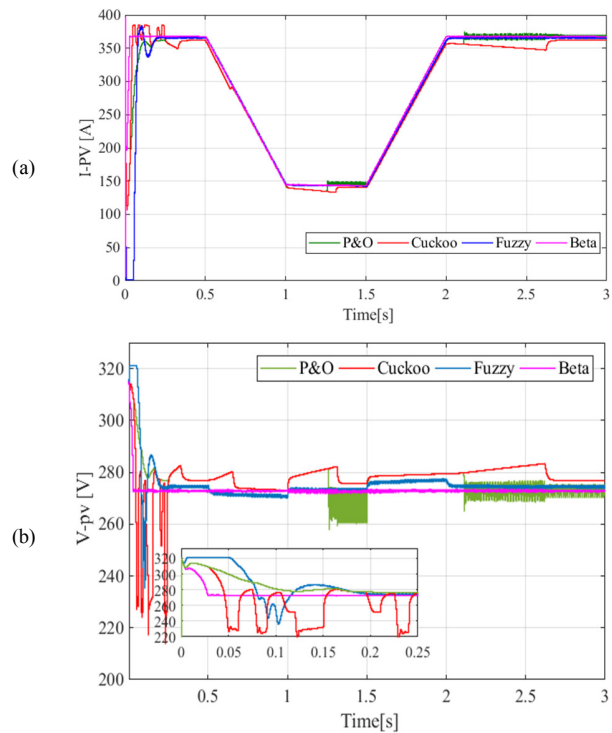 (a)
I-PV [A]
400
350
300
250
200
150
100
50
0
P&O Cuckoo Fuzzy Beta
0 0.5 1 1.5 2 2.5 3
Time[s]
(b)
V-pv [V]
320
300
280
260
240
220
200
P&O Cuckoo Fuzzy Beta
320
300
280
260
240
220
0 0.05 0.1 0.15 0.2 0.25
0.5 1 1.5 2 2.5 3
Time[s]